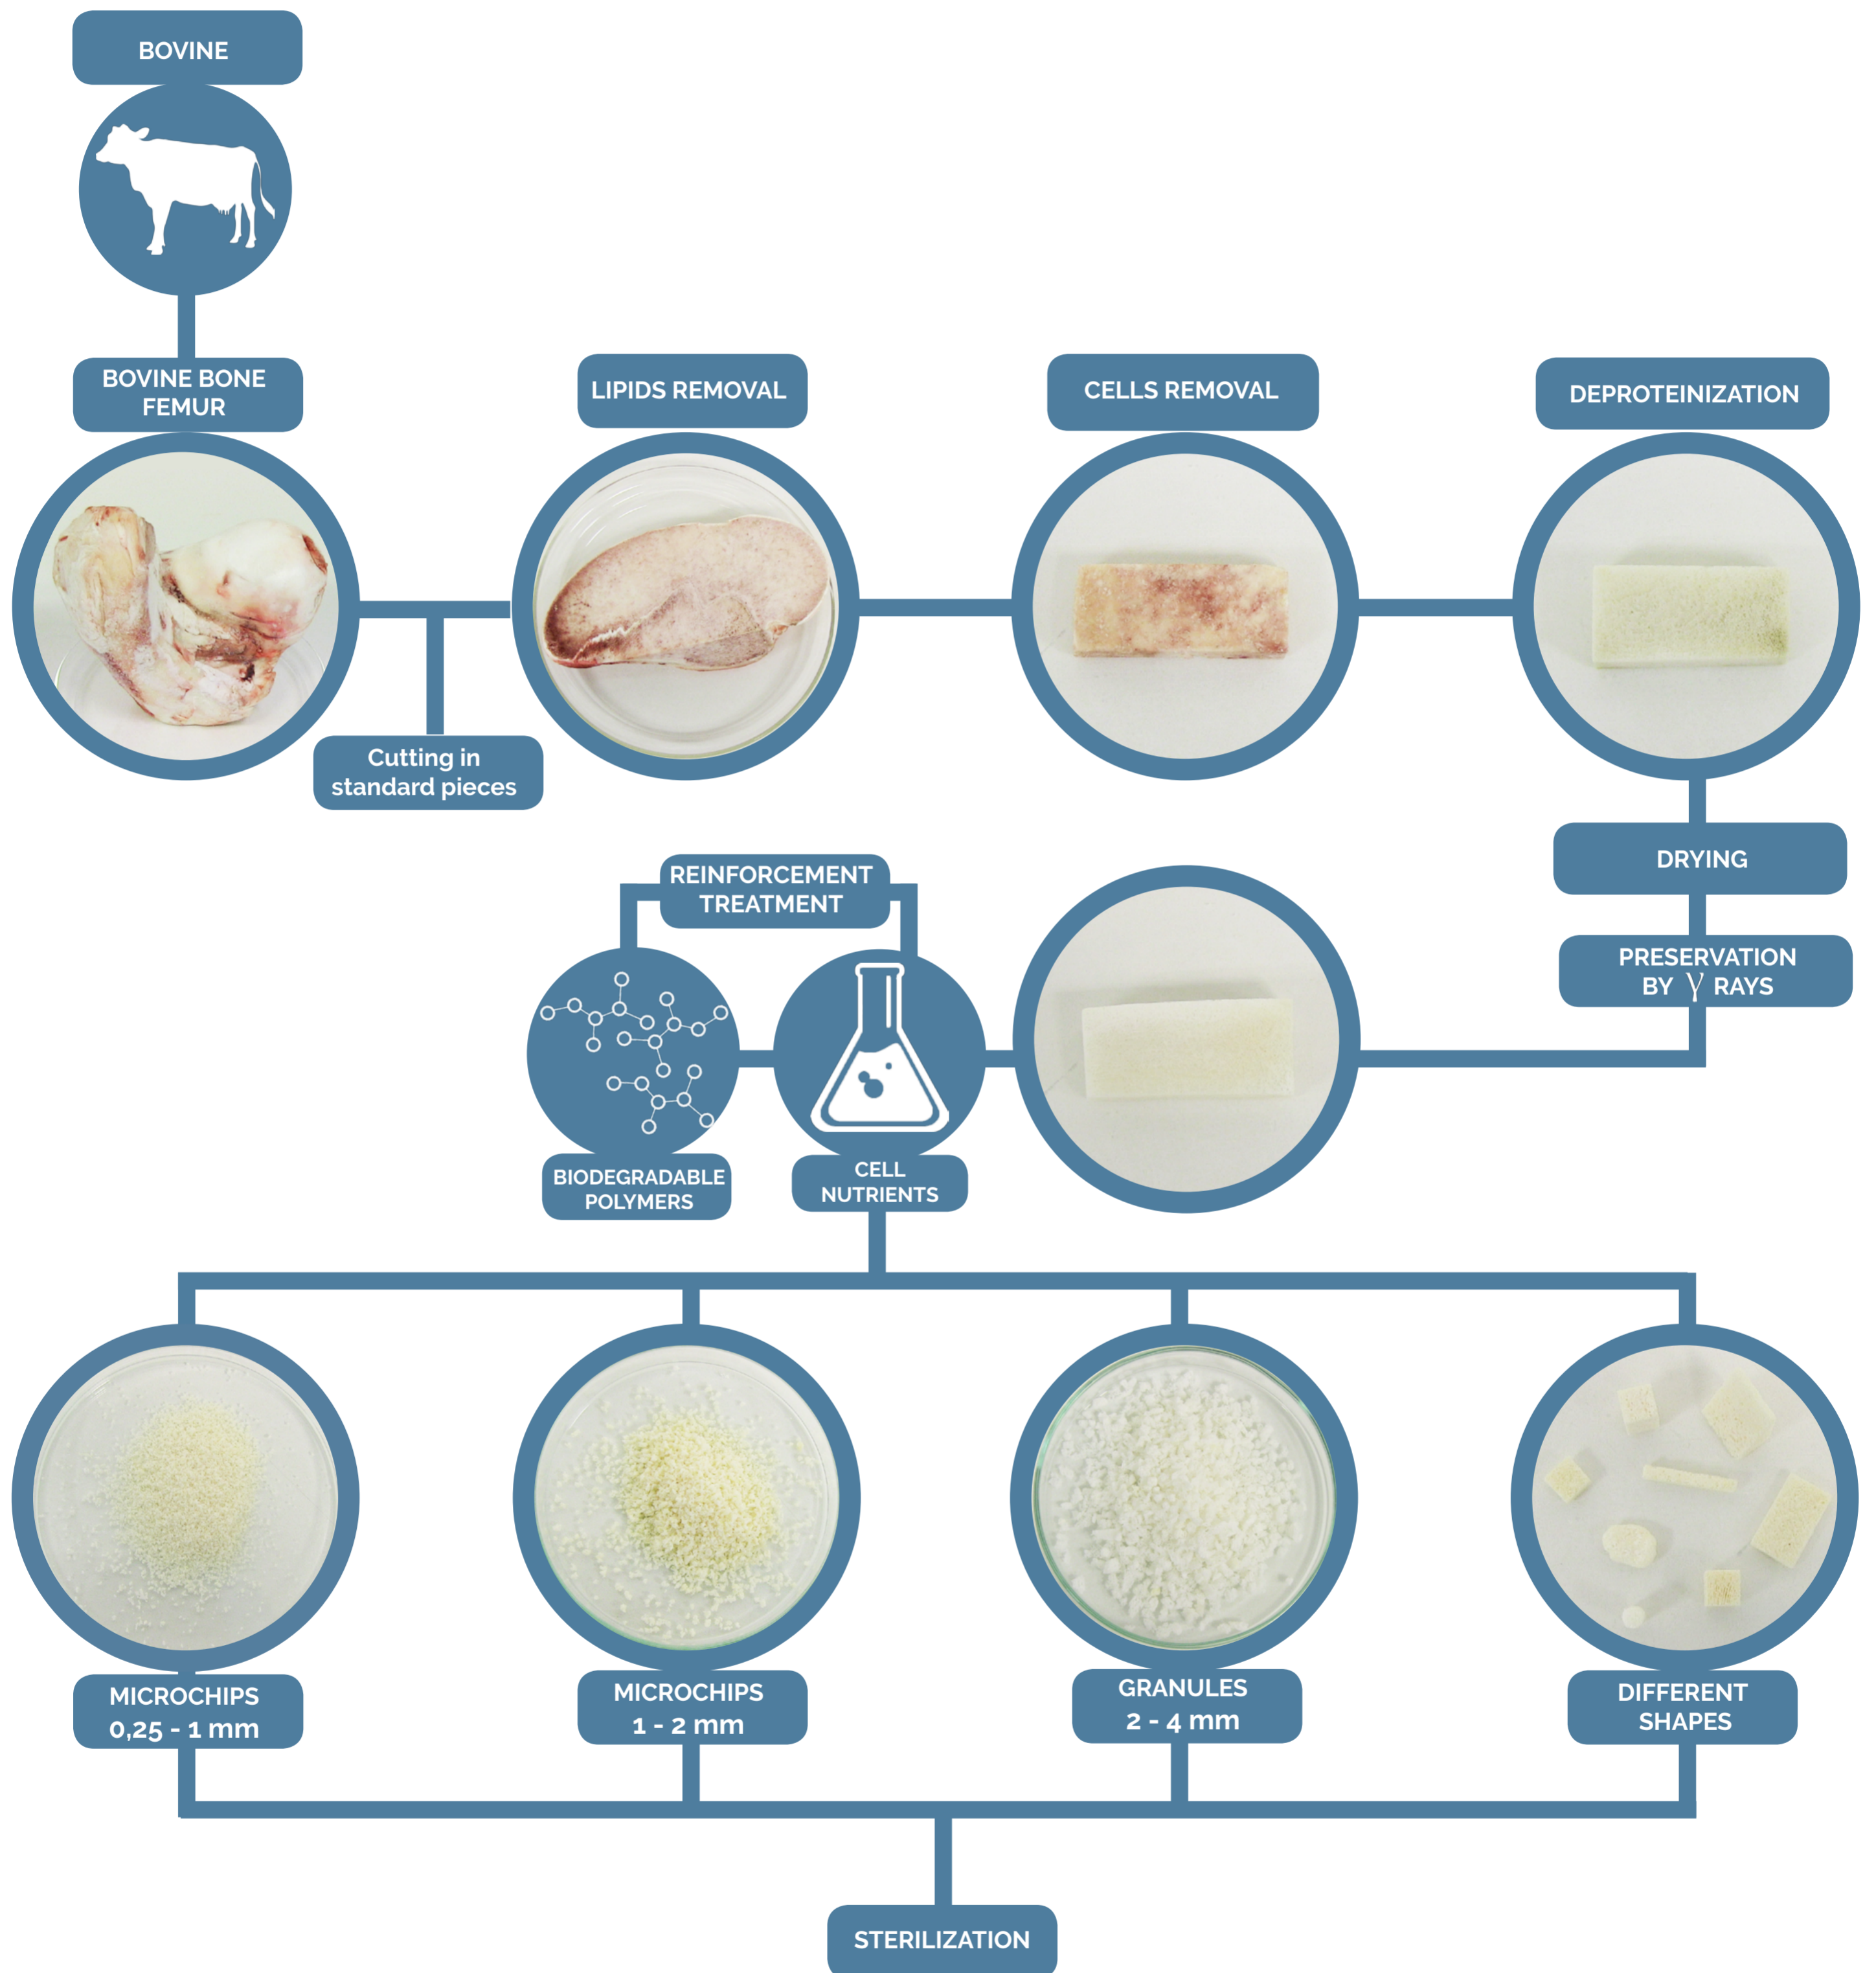 BOVINE
BOVINE BONE
FEMUR
LIPIDS REMOVAL
CELLS REMOVAL
DEPROTEINIZATION
Cutting in
standard pieces
DRYING
PRESERVATION
BY γ RAYS
REINFORCEMENT
TREATMENT
BIODEGRADABLE
POLYMERS
CELL
NUTRIENTS
MICROCHIPS
0,25 - 1 mm
MICROCHIPS
1 - 2 mm
GRANULES
2 - 4 mm
DIFFERENT
SHAPES
STERILIZATION